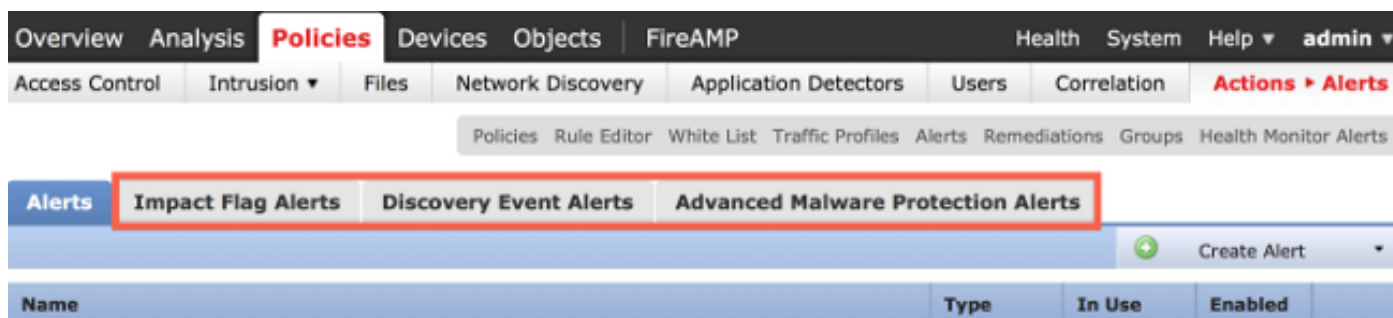 Overview Analysis Policies Devices Objects FireAMP Health System Help ▾ admin ▾
Access Control Intrusion ▾ Files Network Discovery Application Detectors Users Correlation Actions ▸ Alerts
Policies Rule Editor White List Traffic Profiles Alerts Remediations Groups Health Monitor Alerts
Alerts Impact Flag Alerts Discovery Event Alerts Advanced Malware Protection Alerts
Create Alert
Name Type In Use Enabled